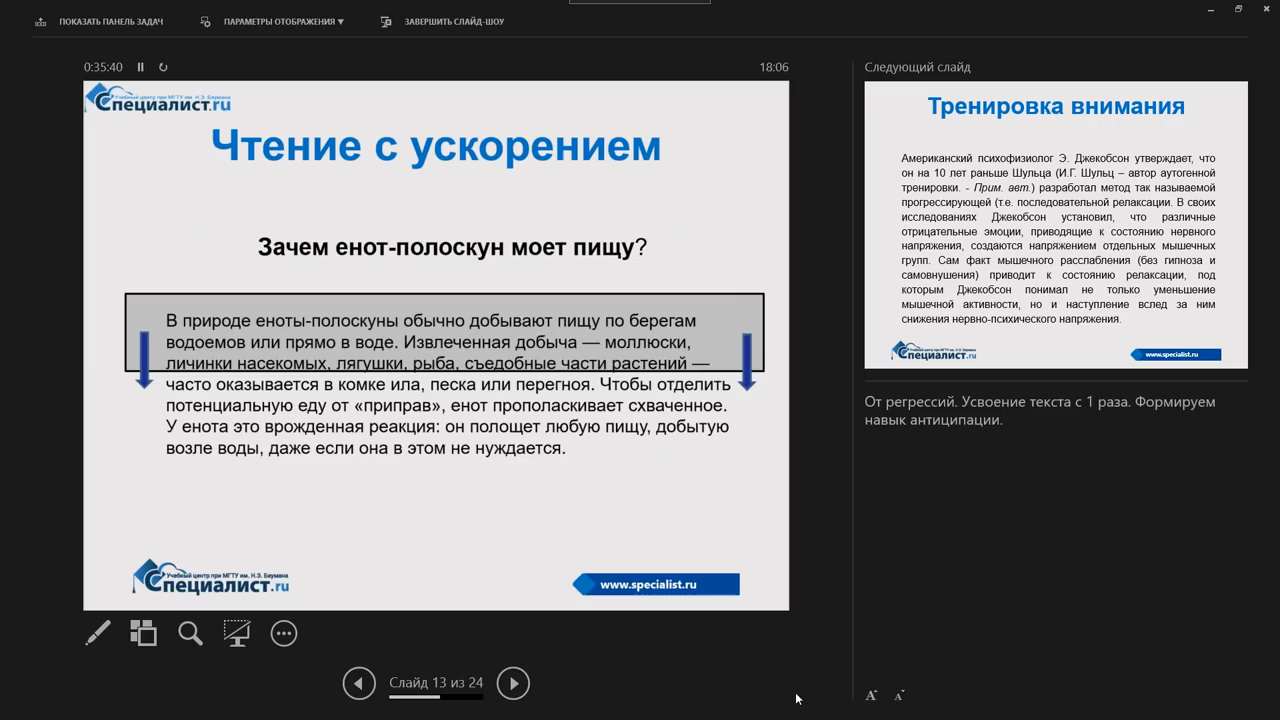 ПОКАЗАТЬ ПАНЕЛЬ ЗАДАЧ
ПАРАМЕТРЫ ОТОБРАЖЕНИЯ ▼
ЗАВЕРШИТЬ СЛАЙД-ШОУ
0:35:40
18:06
Учебный центр при МГТУ им. Н.Э. Баумана
Специалист.ru
Чтение с ускорением
Зачем енот-полоскун моет пищу?
В природе еноты-полоскуны обычно добывают пищу по берегам
водоемов или прямо в воде. Извлеченная добыча — моллюски,
личинки насекомых, лягушки, рыба, съедобные части растений —
часто оказывается в комке ила, песка или перегноя. Чтобы отделить
потенциальную еду от «приправ», енот прополаскивает схваченное.
У енота это врожденная реакция: он полощет любую пищу, добытую
возле воды, даже если она в этом не нуждается.
Учебный центр при МГТУ им. Н.Э. Баумана
Специалист.ru
www.specialist.ru
Слайд 13 из 24
Следующий слайд
Тренировка внимания
Американский психофизиолог Э. Джекобсон утверждает, что
он на 10 лет раньше Шульца (И.Г. Шульц – автор аутогенной
тренировки. - Прим. авт.) разработал метод так называемой
прогрессирующей (т.е. последовательной релаксации. В своих
исследованиях Джекобсон установил, что различные
отрицательные эмоции, приводящие к состоянию нервного
напряжения, создаются напряжением отдельных мышечных
групп. Сам факт мышечного расслабления (без гипноза и
самовнушения) приводит к состоянию релаксации, под
которым Джекобсон понимал не только уменьшение
мышечной активности, но и наступление вслед за ним
снижения нервно-психического напряжения.
Специалист.ru
www.specialist.ru
От регрессий. Усвоение текста с 1 раза. Формируем
навык антиципации.
A A